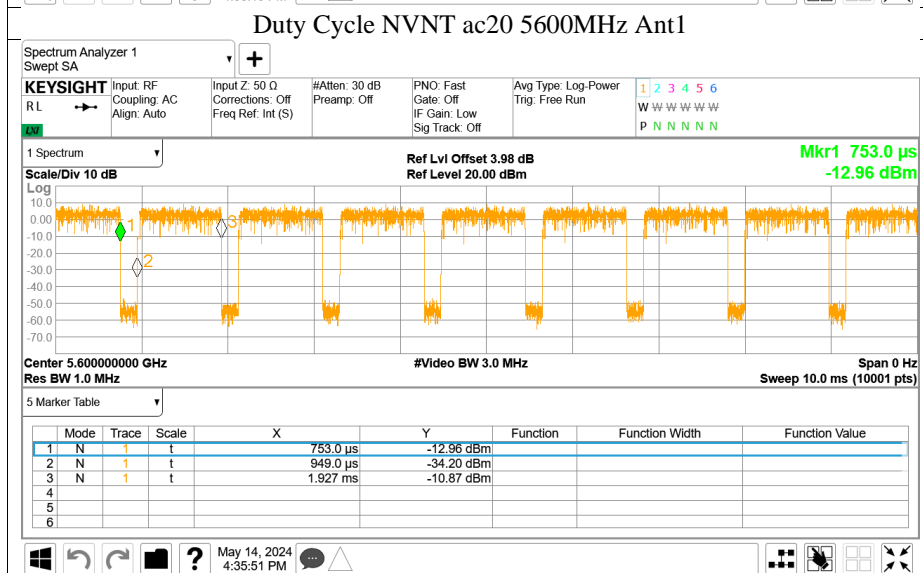 Duty Cycle NVNT ac20 5600MHz Ant1
Spectrum Analyzer 1
Swept SA
+
KEYSIGHT Input: RF Input Z: 50 Ω #Atten: 30 dB PNO: Fast Avg Type: Log-Power 1 2 3 4 5 6
R L Coupling: AC Corrections: Off Preamp: Off Gate: Off Trig: Free Run W W W W W W
Align: Auto Freq Ref: Int (S) IF Gain: Low
LXI Sig Track: Off P N N N N N
1 Spectrum Ref Lvl Offset 3.98 dB Mkr1 753.0 µs
Scale/Div 10 dB Ref Level 20.00 dBm -12.96 dBm
Log
10.0
0.00
-10.0
-20.0
-30.0
-40.0
-50.0
-60.0
-70.0
1
2
3
Center 5.600000000 GHz #Video BW 3.0 MHz Span 0 Hz
Res BW 1.0 MHz Sweep 10.0 ms (10001 pts)
5 Marker Table
Mode Trace Scale X Y Function Function Width Function Value
1 N 1 t 753.0 µs -12.96 dBm
2 N 1 t 949.0 µs -34.20 dBm
3 N 1 t 1.927 ms -10.87 dBm
4
5
6
? May 14, 2024
4:35:51 PM